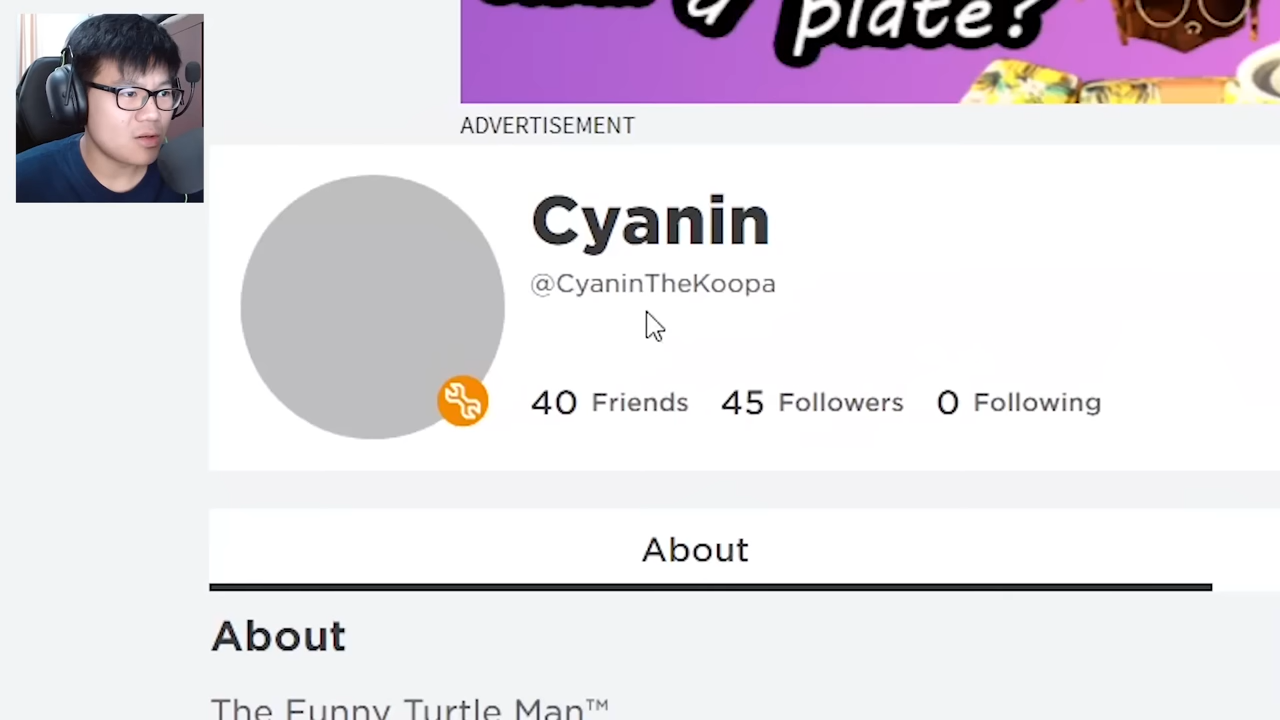 plate?
ADVERTISEMENT
Cyanin
@CyaninTheKoopa
40 Friends 45 Followers 0 Following
About
About
The Funny Turtle Man™